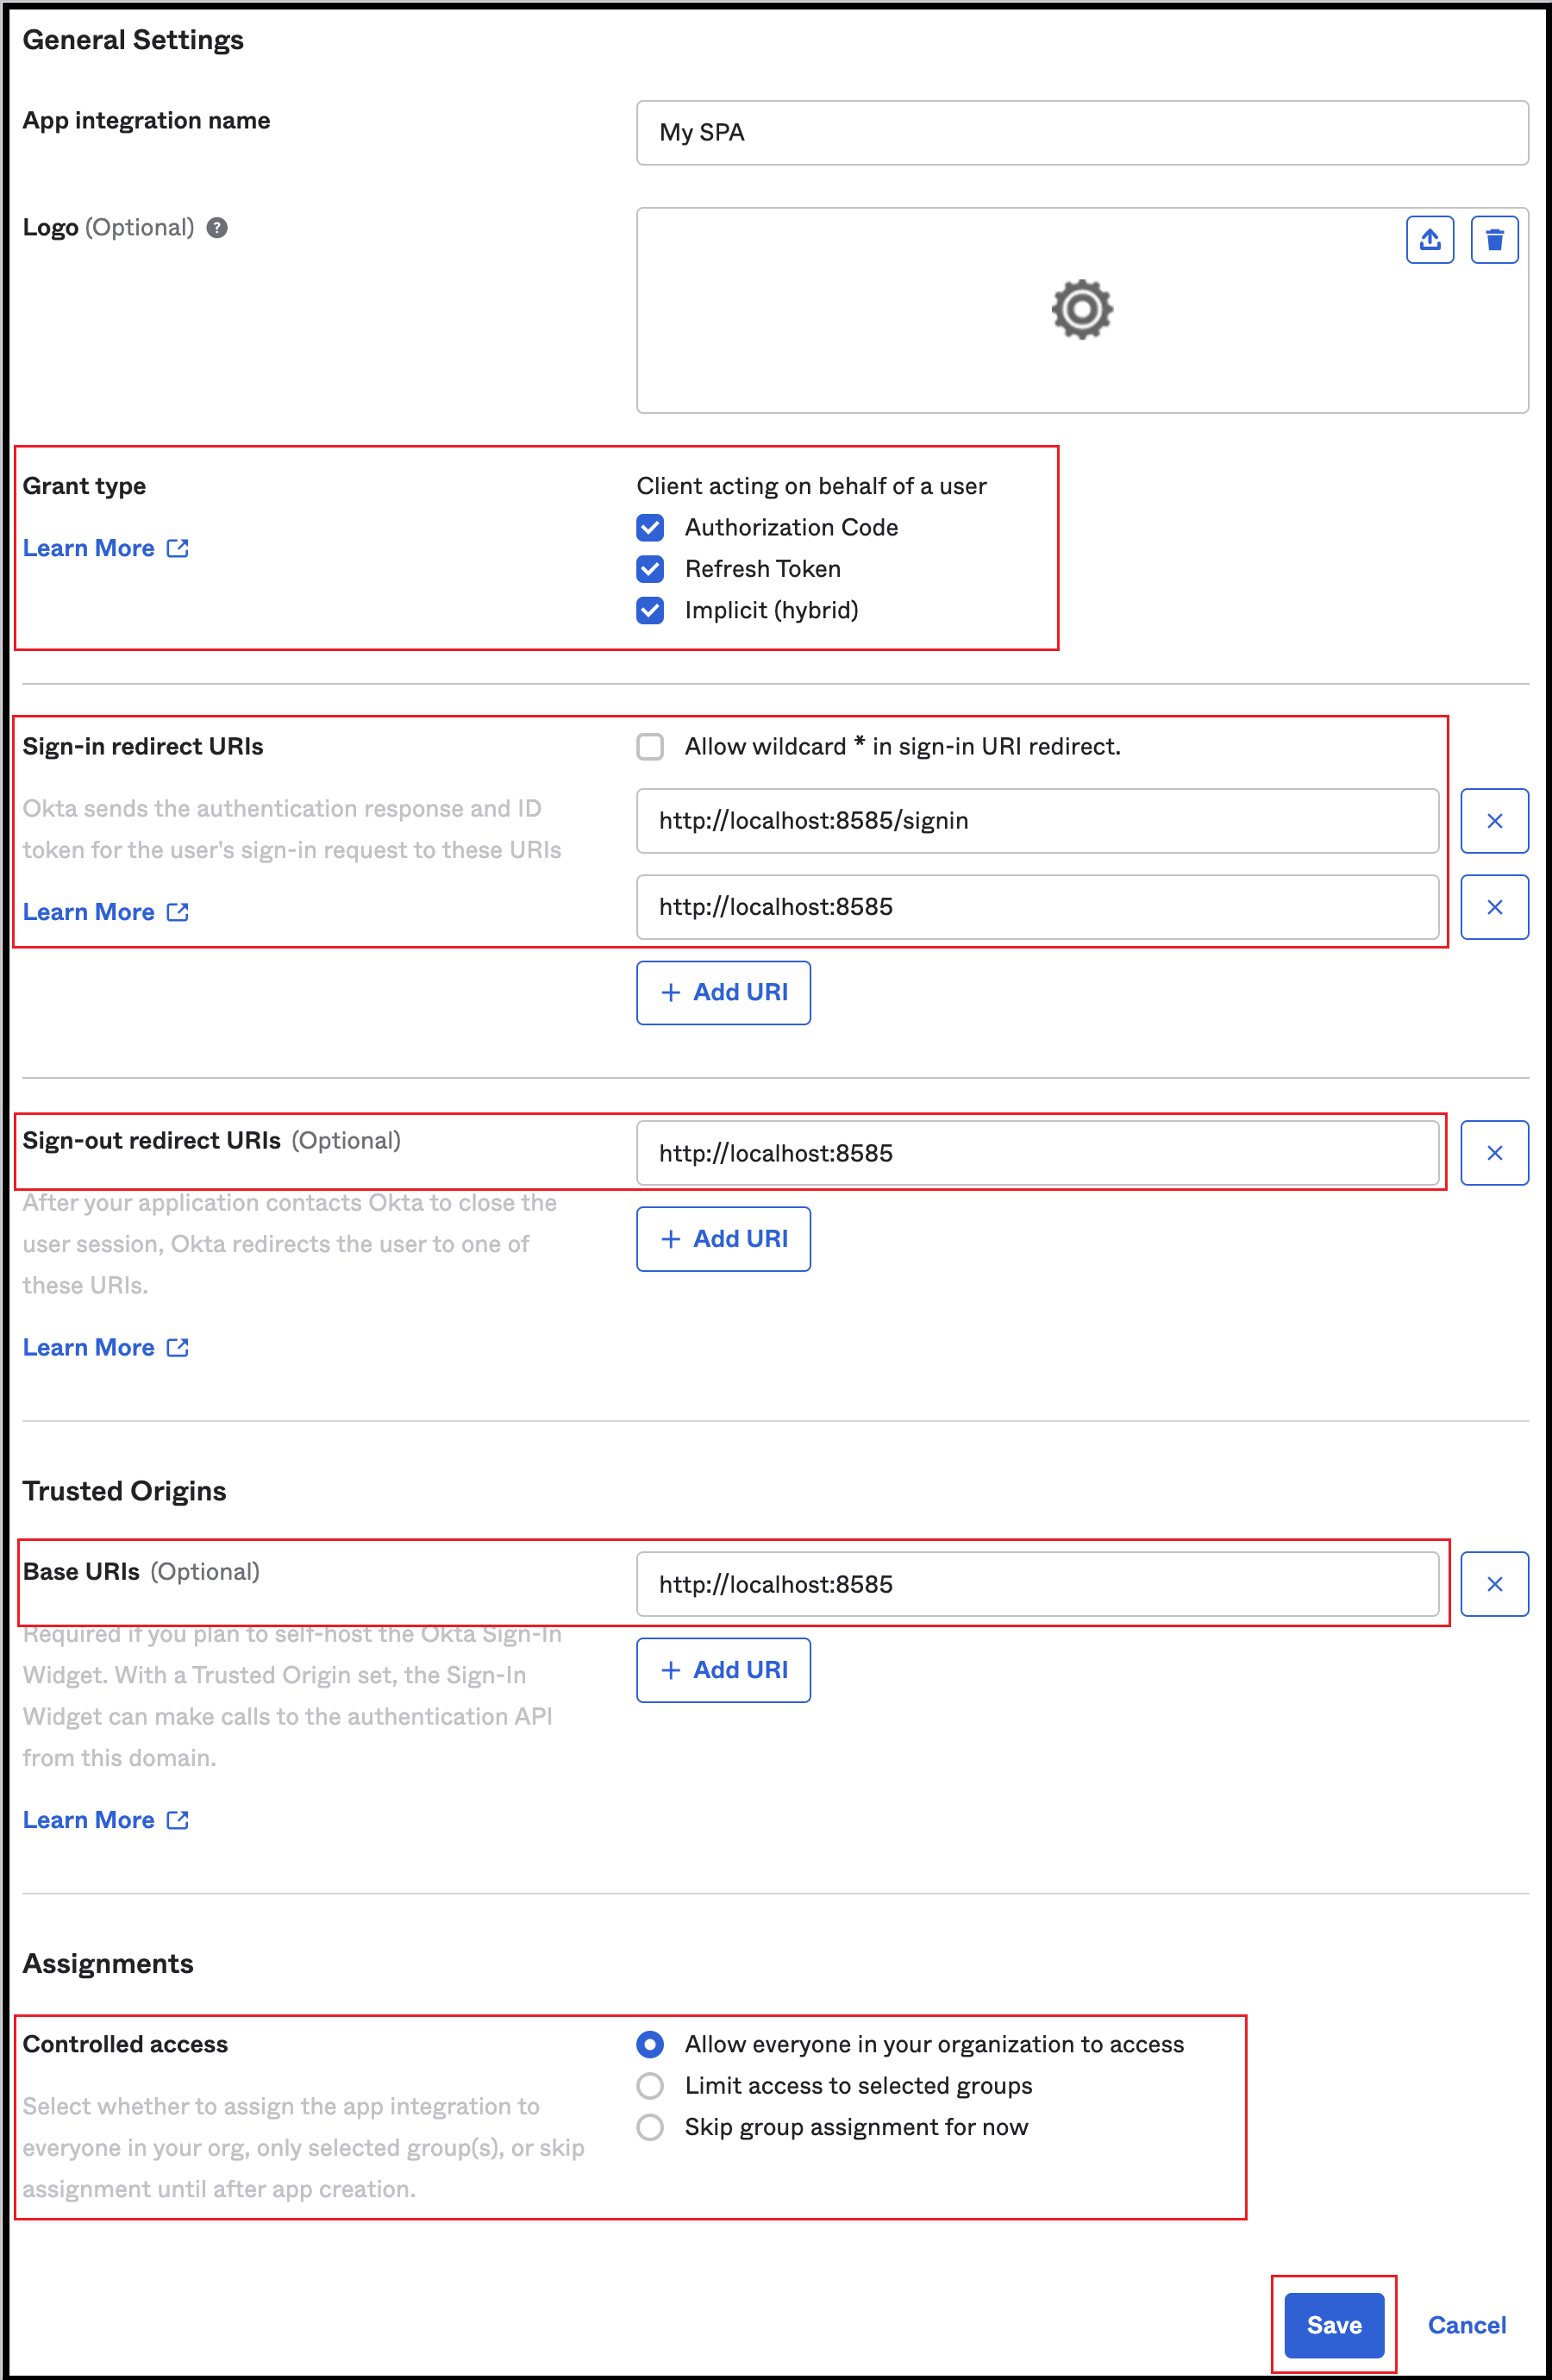 General Settings
App integration name
My SPA
Logo (Optional) ?
Grant type
Client acting on behalf of a user
Learn More
Authorization Code
Refresh Token
Implicit (hybrid)
Sign-in redirect URIs
Allow wildcard * in sign-in URI redirect.
Okta sends the authentication response and ID
token for the user's sign-in request to these URIs
Learn More
http://localhost:8585/signin
http://localhost:8585
+ Add URI
Sign-out redirect URIs (Optional)
http://localhost:8585
After your application contacts Okta to close the
user session, Okta redirects the user to one of
these URIs.
Learn More
+ Add URI
Trusted Origins
Base URIs (Optional)
http://localhost:8585
Required if you plan to self-host the Okta Sign-In
Widget. With a Trusted Origin set, the Sign-In
Widget can make calls to the authentication API
from this domain.
Learn More
+ Add URI
Assignments
Controlled access
Select whether to assign the app integration to
everyone in your org, only selected group(s), or skip
assignment until after app creation.
Allow everyone in your organization to access
Limit access to selected groups
Skip group assignment for now
Save
Cancel